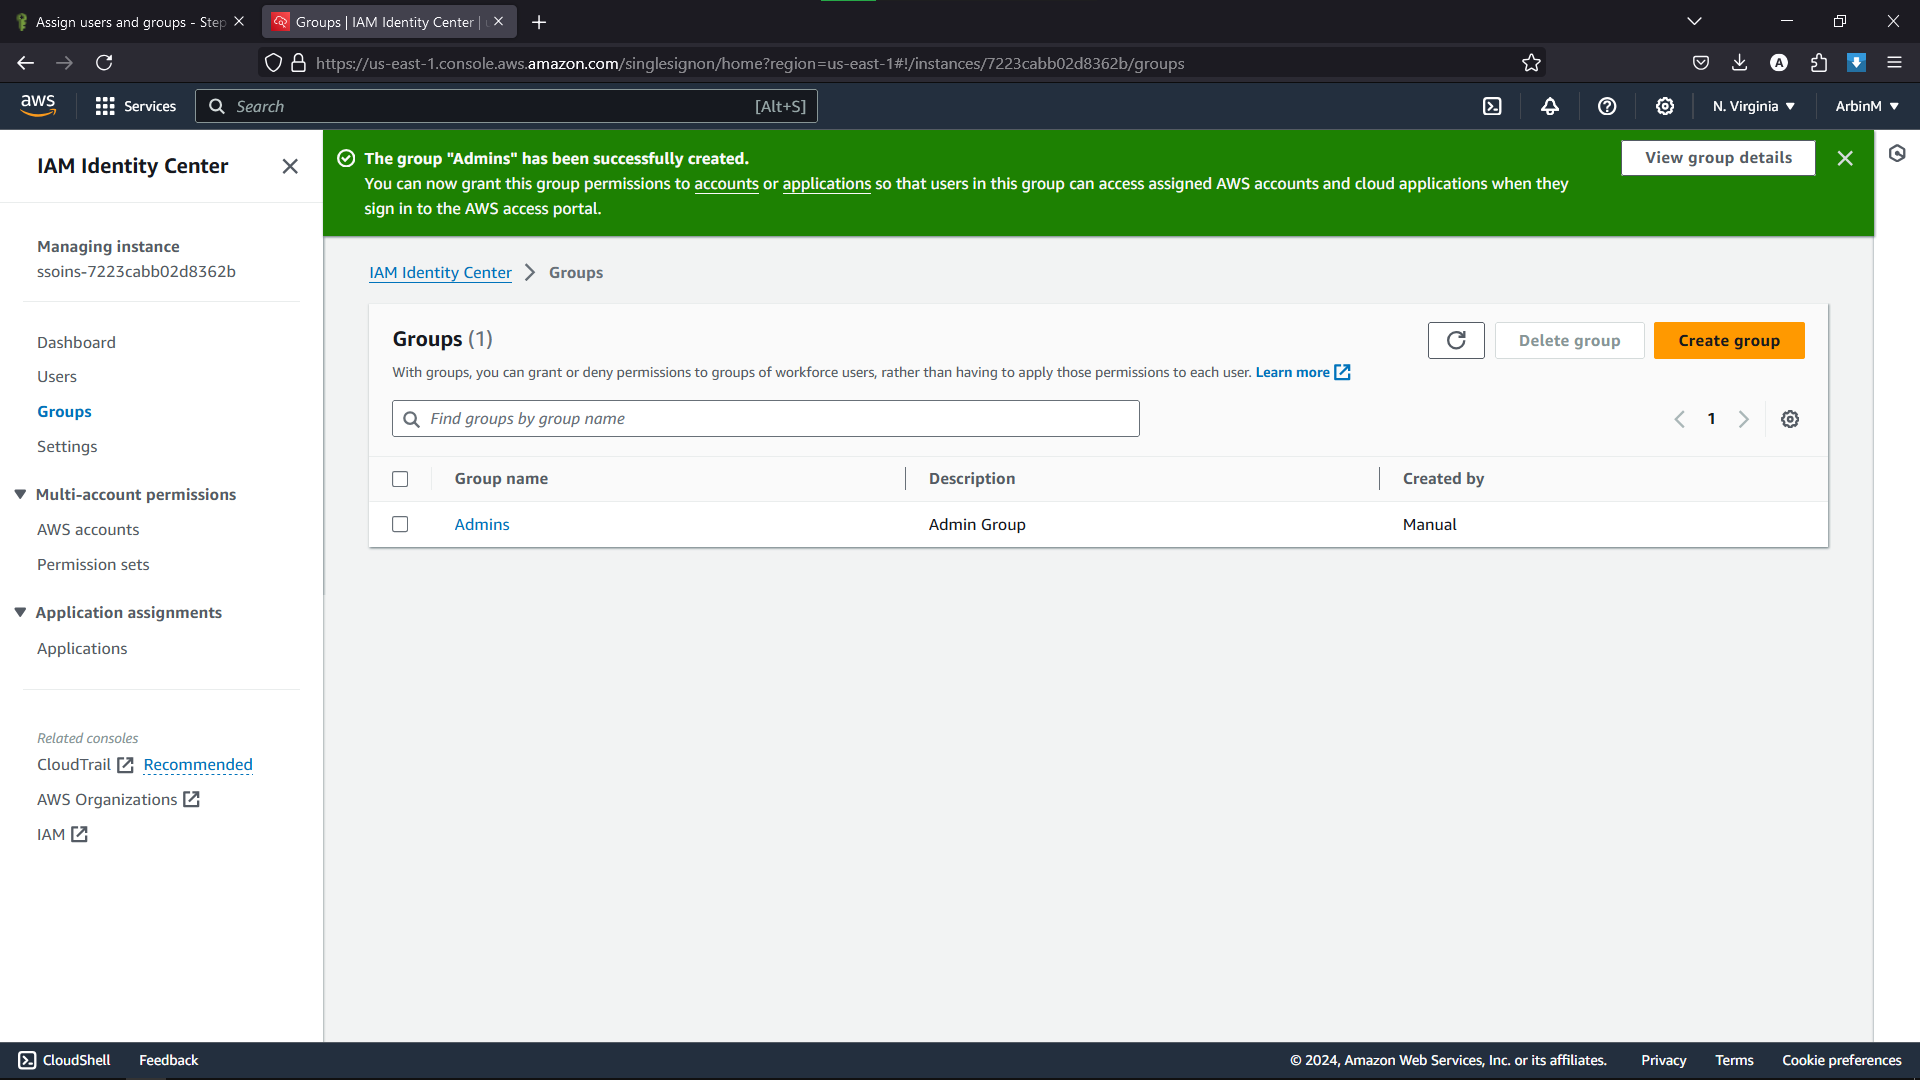 Assign users and groups - Step
Groups | IAM Identity Center | u
https://us-east-1.console.aws.amazon.com/singlesignon/home?region=us-east-1#!/instances/7223cabb02d8362b/groups
A
aws
Services
Search
[Alt+S]
N. Virginia
ArbinM
IAM Identity Center
Managing instance
ssoins-7223cabb02d8362b
Dashboard
Users
Groups
Settings
Multi-account permissions
AWS accounts
Permission sets
Application assignments
Applications
Related consoles
CloudTrail Recommended
AWS Organizations
IAM
The group "Admins" has been successfully created.
You can now grant this group permissions to accounts or applications so that users in this group can access assigned AWS accounts and cloud applications when they
sign in to the AWS access portal.
View group details
IAM Identity Center > Groups
Groups (1)
Delete group
Create group
With groups, you can grant or deny permissions to groups of workforce users, rather than having to apply those permissions to each user. Learn more
Find groups by group name
1
Group name Description Created by
Admins Admin Group Manual
CloudShell Feedback
© 2024, Amazon Web Services, Inc. or its affiliates. Privacy Terms Cookie preferences